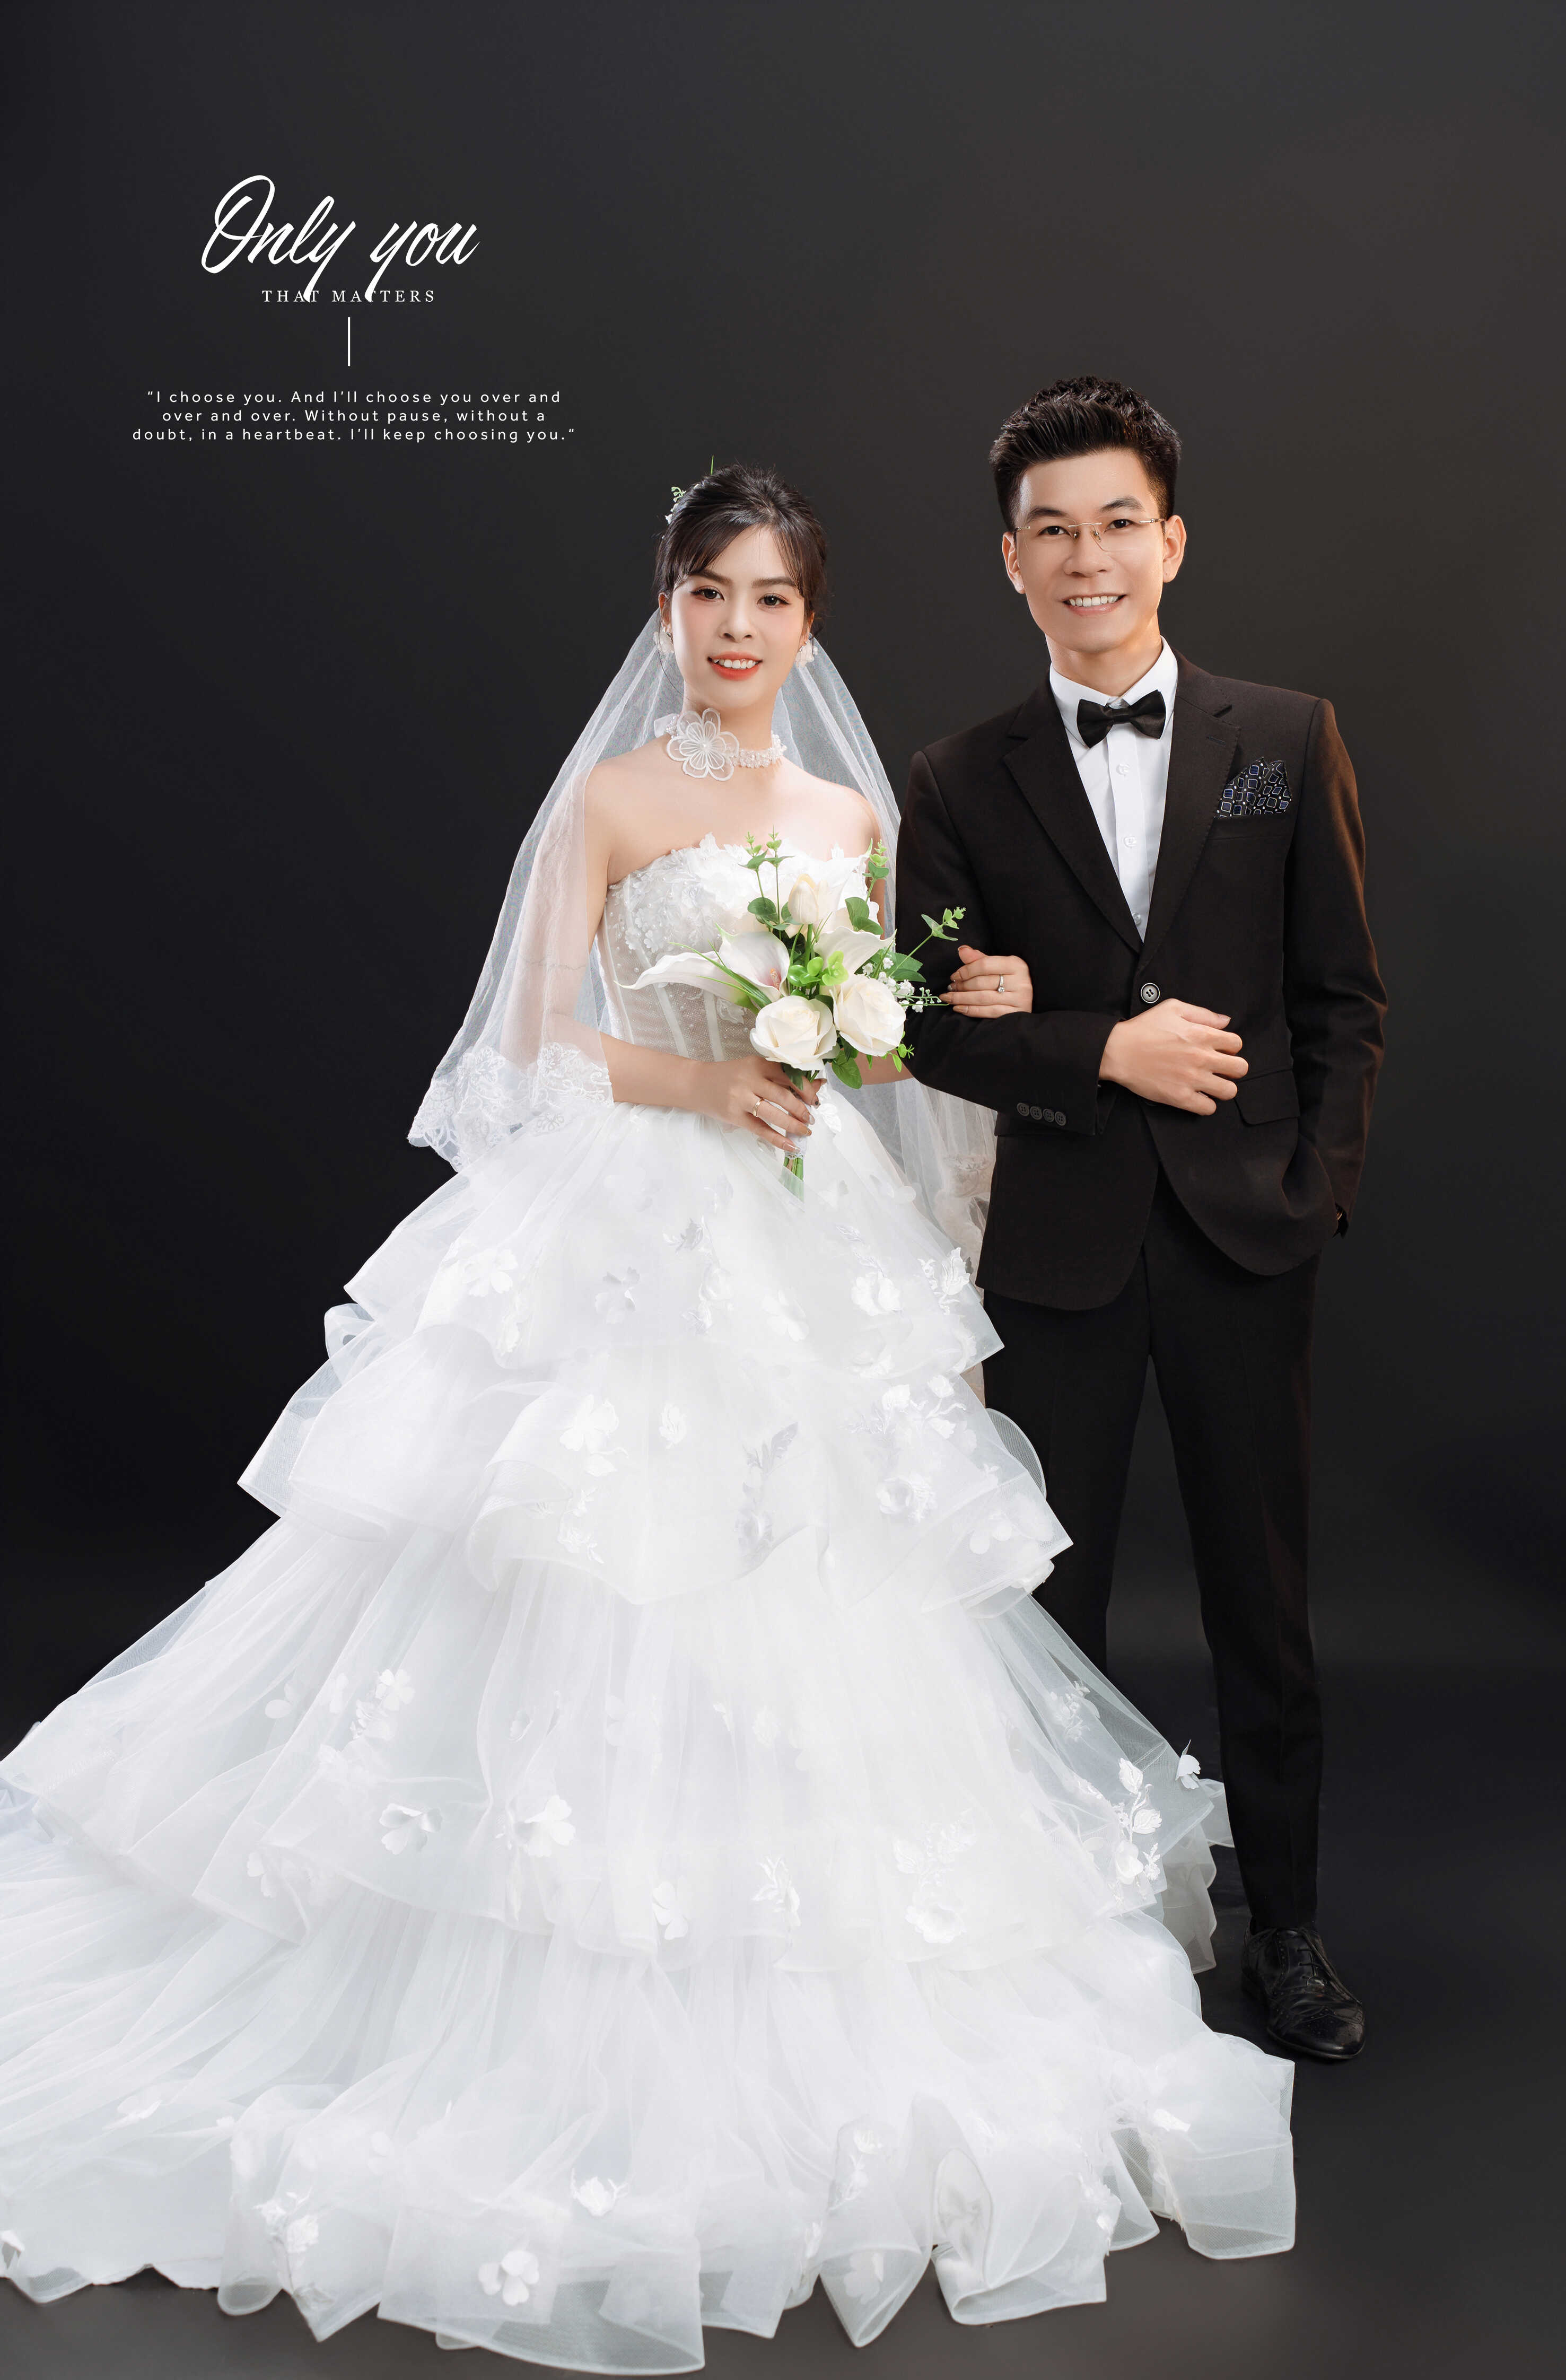 Only you
THAT MATTERS
“I choose you. And I’ll choose you over and
over and over. Without pause, without a
doubt, in a heartbeat. I’ll keep choosing you.“